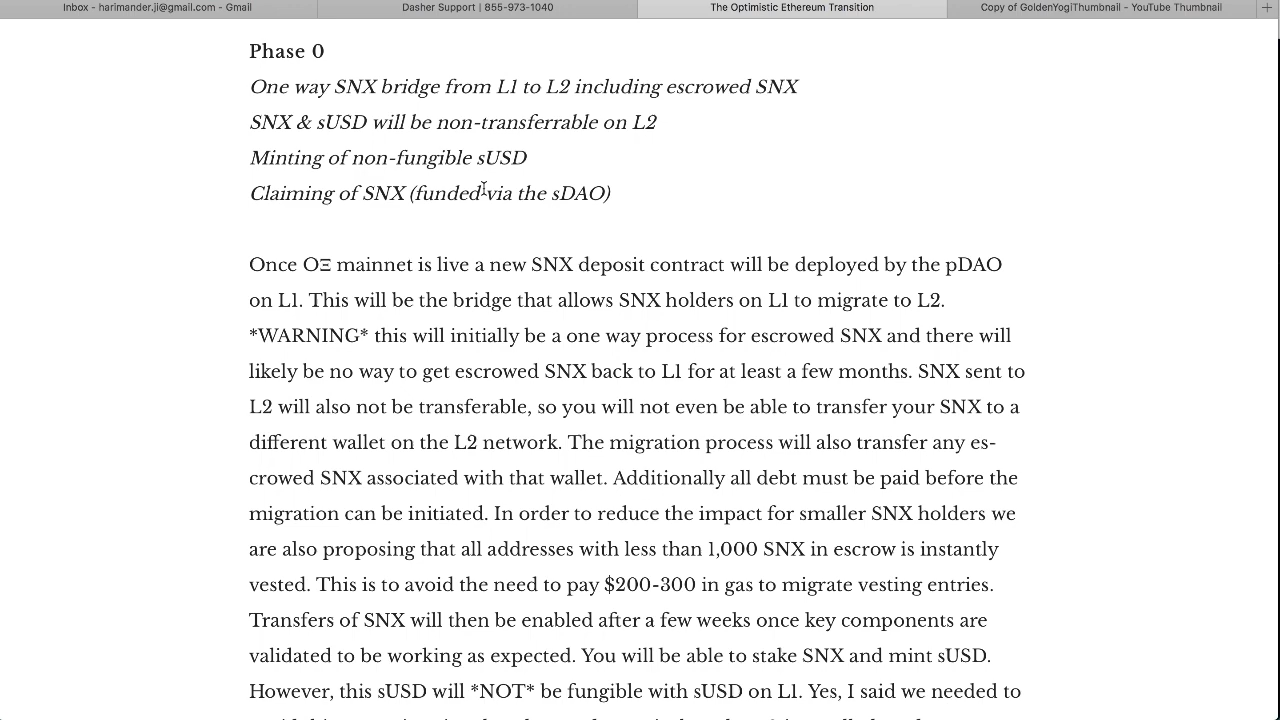 Inbox - harimander.ji@gmail.com - Gmail
Dasher Support | 855-973-1040
The Optimistic Ethereum Transition
Copy of GoldenYogiThumbnail - YouTube Thumbnail
Phase 0
One way SNX bridge from L1 to L2 including escrowed SNX
SNX & sUSD will be non-transferrable on L2
Minting of non-fungible sUSD
Claiming of SNX (funded via the sDAO)
Once OΞ mainnet is live a new SNX deposit contract will be deployed by the pDAO
on L1. This will be the bridge that allows SNX holders on L1 to migrate to L2.
*WARNING* this will initially be a one way process for escrowed SNX and there will
likely be no way to get escrowed SNX back to L1 for at least a few months. SNX sent to
L2 will also not be transferable, so you will not even be able to transfer your SNX to a
different wallet on the L2 network. The migration process will also transfer any es-
crowed SNX associated with that wallet. Additionally all debt must be paid before the
migration can be initiated. In order to reduce the impact for smaller SNX holders we
are also proposing that all addresses with less than 1,000 SNX in escrow is instantly
vested. This is to avoid the need to pay $200-300 in gas to migrate vesting entries.
Transfers of SNX will then be enabled after a few weeks once key components are
validated to be working as expected. You will be able to stake SNX and mint sUSD.
However, this sUSD will *NOT* be fungible with sUSD on L1. Yes, I said we needed to